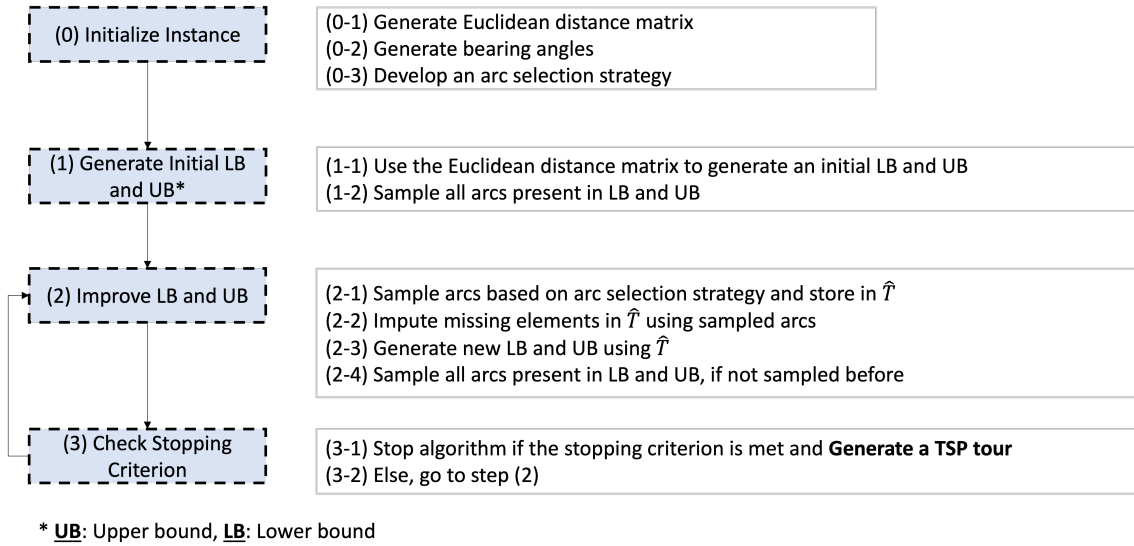 (0) Initialize Instance
(0-1) Generate Euclidean distance matrix
(0-2) Generate bearing angles
(0-3) Develop an arc selection strategy
(1) Generate Initial LB
and UB*
(1-1) Use the Euclidean distance matrix to generate an initial LB and UB
(1-2) Sample all arcs present in LB and UB
(2) Improve LB and UB
(2-1) Sample arcs based on arc selection strategy and store in T̂
(2-2) Impute missing elements in T̂ using sampled arcs
(2-3) Generate new LB and UB using T̂
(2-4) Sample all arcs present in LB and UB, if not sampled before
(3) Check Stopping
Criterion
(3-1) Stop algorithm if the stopping criterion is met and Generate a TSP tour
(3-2) Else, go to step (2)
* UB: Upper bound, LB: Lower bound